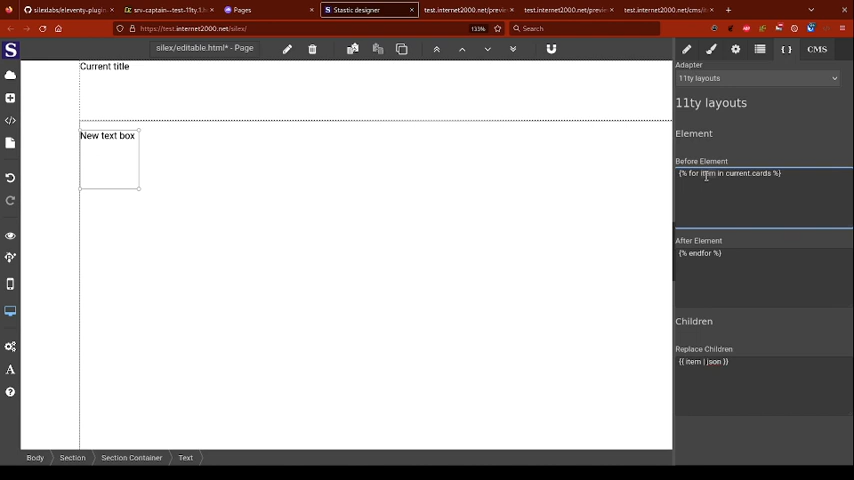 silexlabs/eleventy-plugin
srv-captain--test-11ty.1.h
Pages
Stastic designer
test.internet2000.net/previe
test.internet2000.net/previe
test.internet2000.net/cms/
https://test.internet2000.net/silex/
133%
Search
S
silex/editable.html* - Page
{ }
CMS
Current title
New text box
Adapter
11ty layouts
11ty layouts
Element
Before Element
{% for item in current.cards %}
After Element
{% endfor %}
Children
Replace Children
{{ item | json }}
Body
Section
Section Container
Text